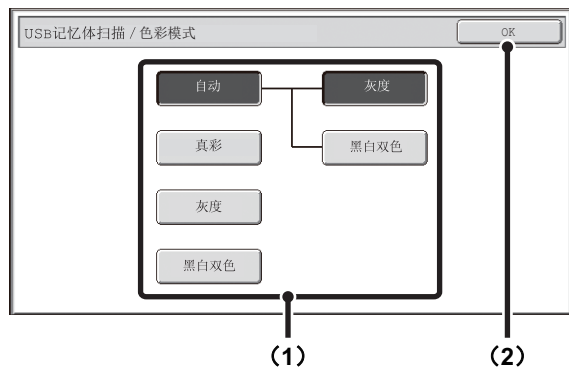 USB记忆体扫描/色彩模式 OK
自动 灰度
真彩 黑白双色
灰度
黑白双色
(1) (2)